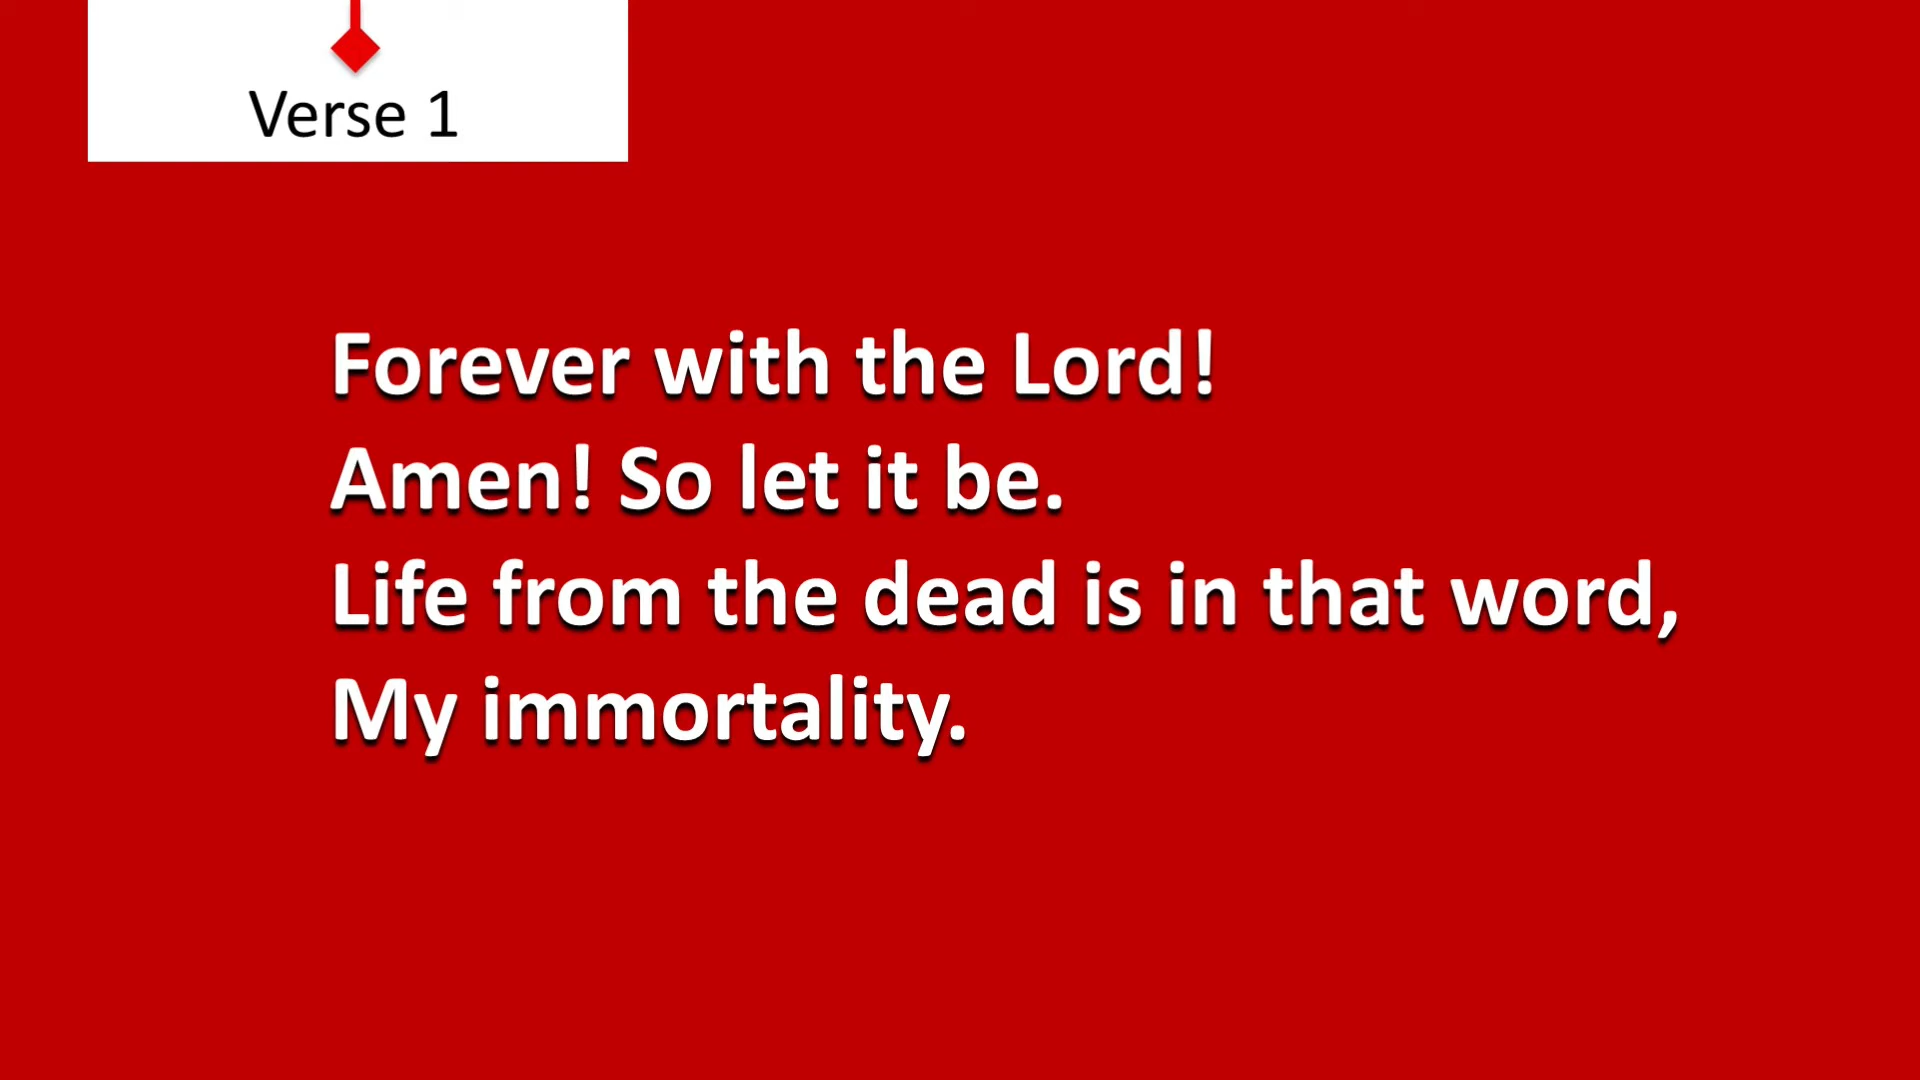 Verse 1
Forever with the Lord!
Amen! So let it be.
Life from the dead is in that word,
My immortality.